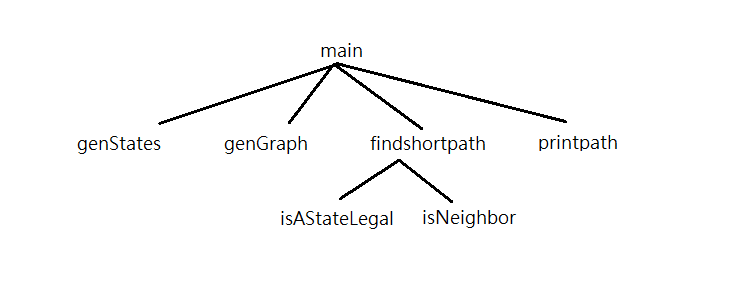 main
genStates genGraph findshortpath printpath
isAStateLegal isNeighbor